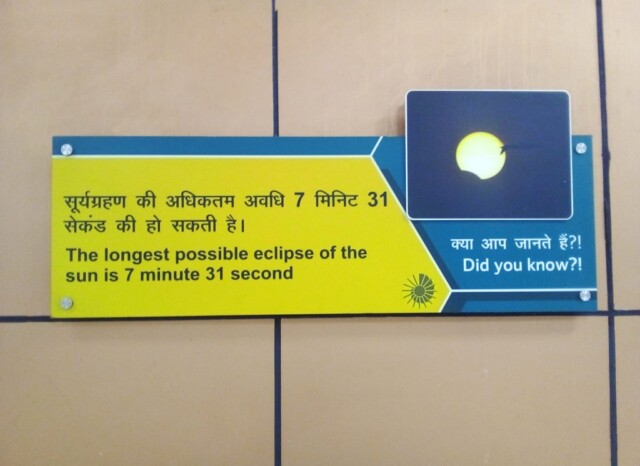 सूर्यग्रहण की अधिकतम अवधि 7 मिनिट 31
सेकंड की हो सकती है।
The longest possible eclipse of the
sun is 7 minute 31 second
क्या आप जानते हैं?!
Did you know?!